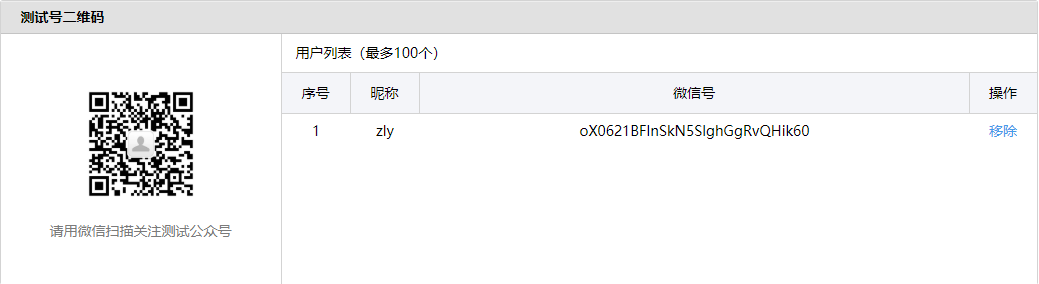 测试号二维码
用户列表（最多100个）
序号 昵称 微信号 操作
1 zly oX0621BFlnSkN5SlghGgRvQHik60 移除
请用微信扫描关注测试公众号